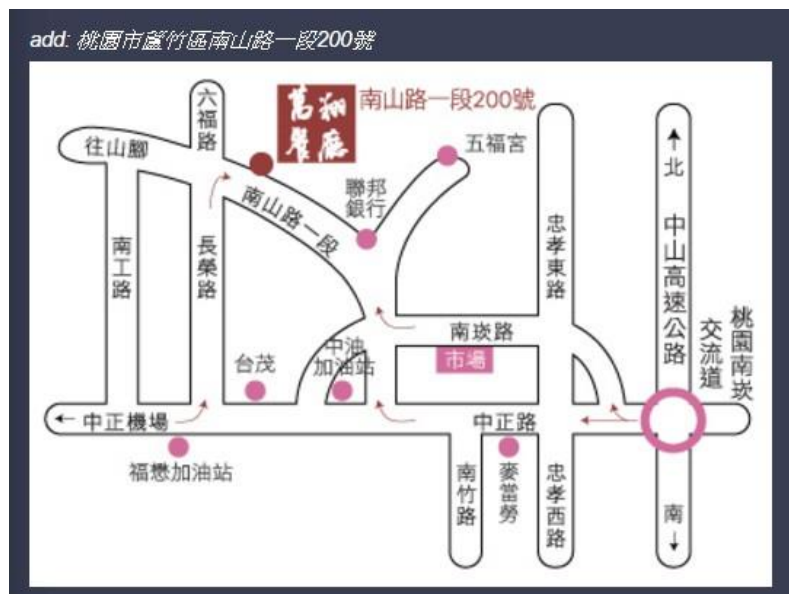 add: 桃園市蘆竹區南山路一段200號
萬翔
餐廳
南山路一段200號
六福路
往山腳
五福宮
聯邦
銀行
南山路一段
北
南工路
長榮路
忠孝東路
中山高速公路
桃園南崁
交流道
南崁路
市場
台茂
中油
加油站
← 中正機場
中正路
福懋加油站
南竹路
麥當勞
忠孝西路
南